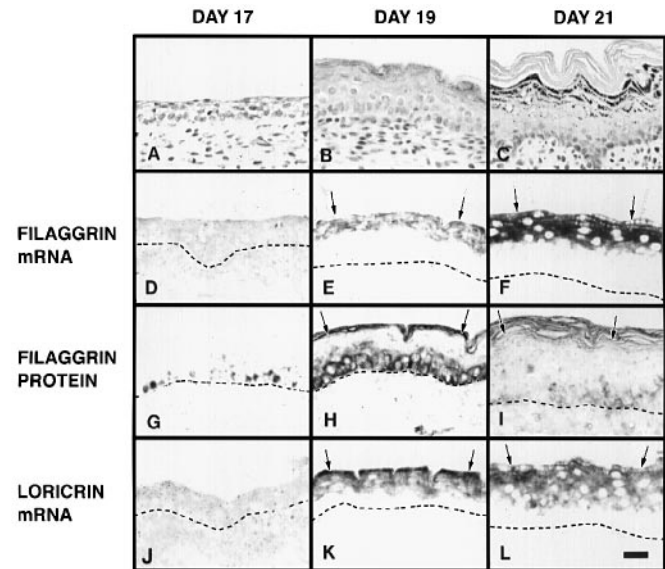 DAY 17 DAY 19 DAY 21
A B C
FILAGGRIN
mRNA
D E F
FILAGGRIN
PROTEIN
G H I
LORICRIN
mRNA
J K L